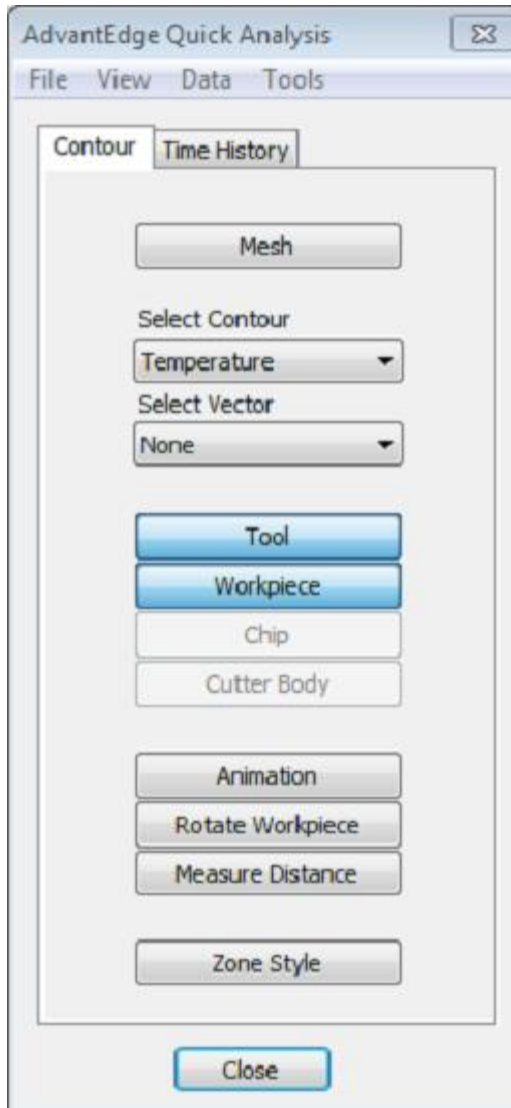 AdvantEdge Quick Analysis
File View Data Tools
Contour Time History
Mesh
Select Contour
Temperature
Select Vector
None
Tool
Workpiece
Chip
Cutter Body
Animation
Rotate Workpiece
Measure Distance
Zone Style
Close